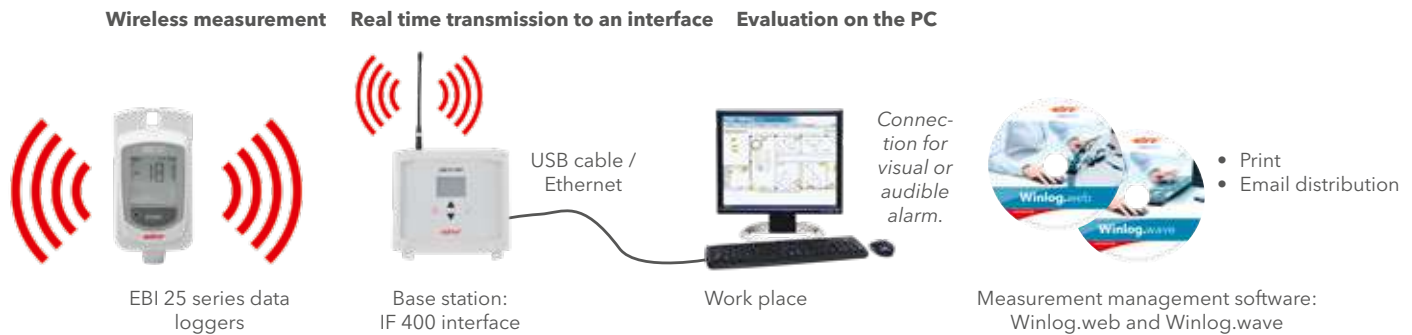 Wireless measurement
Real time transmission to an interface
Evaluation on the PC
-18.1
USB cable /
Ethernet
Connec-
tion for
visual or
audible
alarm.
Winlog.web
Winlog.wave
• Print
• Email distribution
EBI 25 series data
loggers
Base station:
IF 400 interface
Work place
Measurement management software:
Winlog.web and Winlog.wave